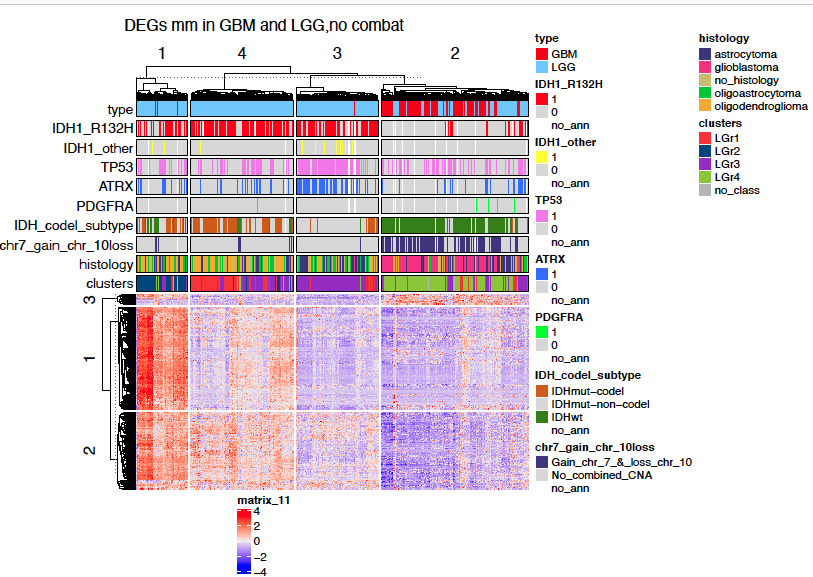 DEGs mm in GBM and LGG,no combat
1 4 3 2
type
IDH1_R132H
IDH1_other
TP53
ATRX
PDGFRA
IDH_codel_subtype
chr7_gain_chr_10loss
histology
clusters
3
1
2
matrix_11
4
2
0
−2
−4
type
GBM
LGG
IDH1_R132H
1
0
no_ann
IDH1_other
1
0
no_ann
TP53
1
0
no_ann
ATRX
1
0
no_ann
PDGFRA
1
0
no_ann
IDH_codel_subtype
IDHmut−codel
IDHmut−non−codel
IDHwt
no_ann
chr7_gain_chr_10loss
Gain_chr_7_&_loss_chr_10
No_combined_CNA
no_ann
histology
astrocytoma
glioblastoma
no_histology
oligoastrocytoma
oligodendroglioma
clusters
LGr1
LGr2
LGr3
LGr4
no_class